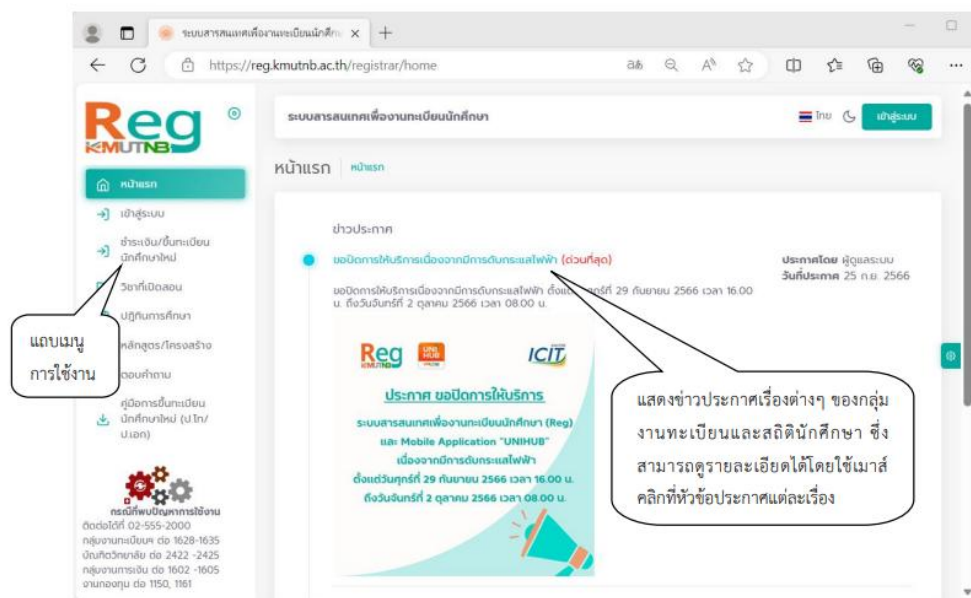 ระบบสารสนเทศเพื่องานทะเบียนนักศึก
https://reg.kmutnb.ac.th/registrar/home
Reg
KMUTNB
ระบบสารสนเทศเพื่องานทะเบียนนักศึกษา
ไทย
เข้าสู่ระบบ
หน้าแรก
หน้าแรก
หน้าแรก
เข้าสู่ระบบ
ชำระเงิน/ขึ้นทะเบียน
นักศึกษาใหม่
วิชาที่เปิดสอน
ปฏิทินการศึกษา
หลักสูตร/โครงสร้าง
ตอบคำถาม
คู่มือการขึ้นทะเบียน
นักศึกษาใหม่ (ป.โท/
ป.เอก)
แถบเมนู
การใช้งาน
กรณีที่พบปัญหาการใช้งาน
ติดต่อได้ที่ 02-555-2000
กลุ่มงานทะเบียนฯ ต่อ 1628-1635
บัณฑิตวิทยาลัย ต่อ 2422 -2425
กลุ่มงานการเงิน ต่อ 1602 -1605
งานกองทุน ต่อ 1150, 1161
ข่าวประกาศ
ขอปิดการให้บริการเนื่องจากมีการดับกระแสไฟฟ้า (ด่วนที่สุด)
ประกาศโดย ผู้ดูแลระบบ
วันที่ประกาศ 25 ก.ย. 2566
ขอปิดการให้บริการเนื่องจากมีการดับกระแสไฟฟ้า ตั้งแต่ กร์ที่ 29 กันยายน 2566 เวลา 16.00
น. ถึงวันจันทร์ที่ 2 ตุลาคม 2566 เวลา 08.00 น.
Reg
KMUTNB
UNI
HUB
ICIT
ประกาศ ขอปิดการให้บริการ
ระบบสารสนเทศเพื่องานทะเบียนนักศึกษา (Reg)
และ Mobile Application "UNIHUB"
เนื่องจากมีการดับกระแสไฟฟ้า
ตั้งแต่วันศุกร์ที่ 29 กันยายน 2566 เวลา 16.00 น.
ถึงวันจันทร์ที่ 2 ตุลาคม 2566 เวลา 08.00 น.
แสดงข่าวประกาศเรื่องต่างๆ ของกลุ่ม
งานทะเบียนและสถิตินักศึกษา ซึ่ง
สามารถดูรายละเอียดได้โดยใช้เมาส์
คลิกที่หัวข้อประกาศแต่ละเรื่อง